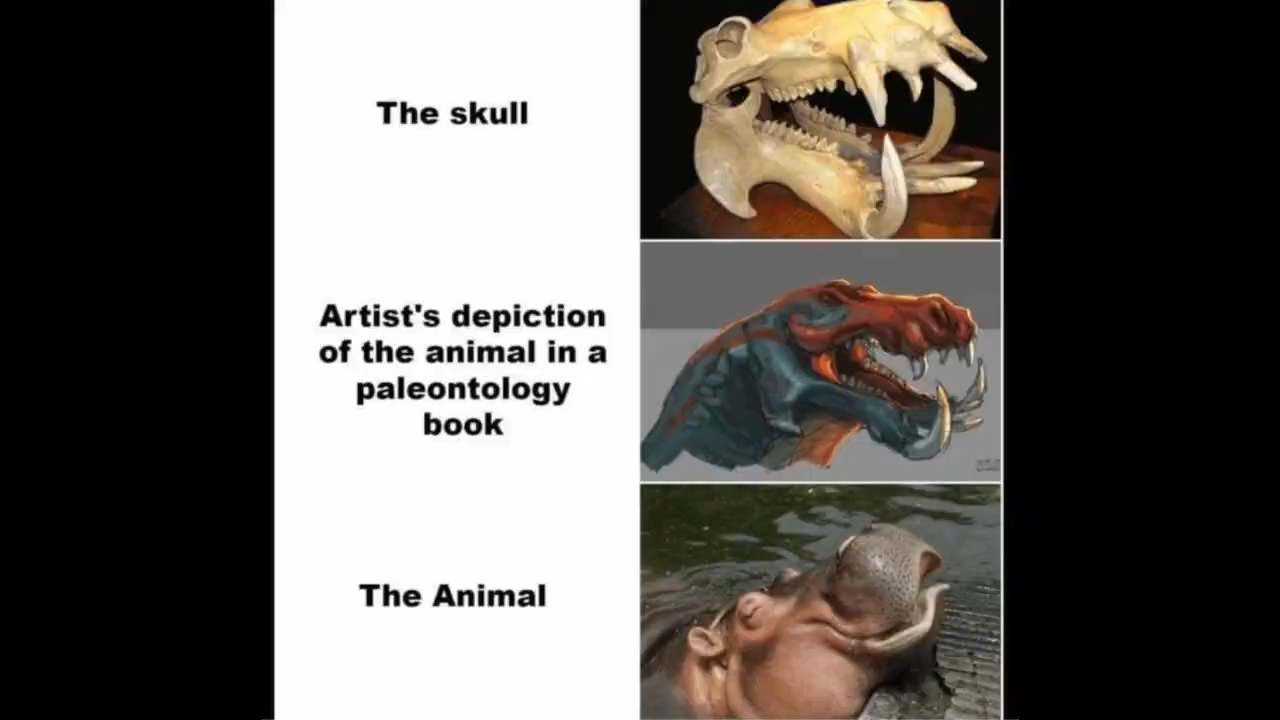 The skull
Artist's depiction
of the animal in a
paleontology
book
The Animal